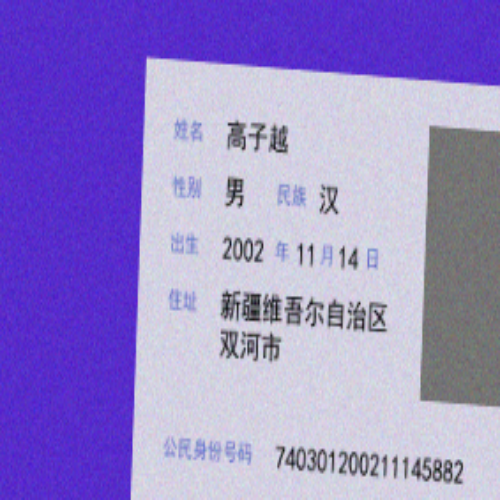 姓名 高子越
性别 男 民族 汉
出生 2002 年 11 月 14 日
住址 新疆维吾尔自治区
双河市
公民身份号码 740301200211145882